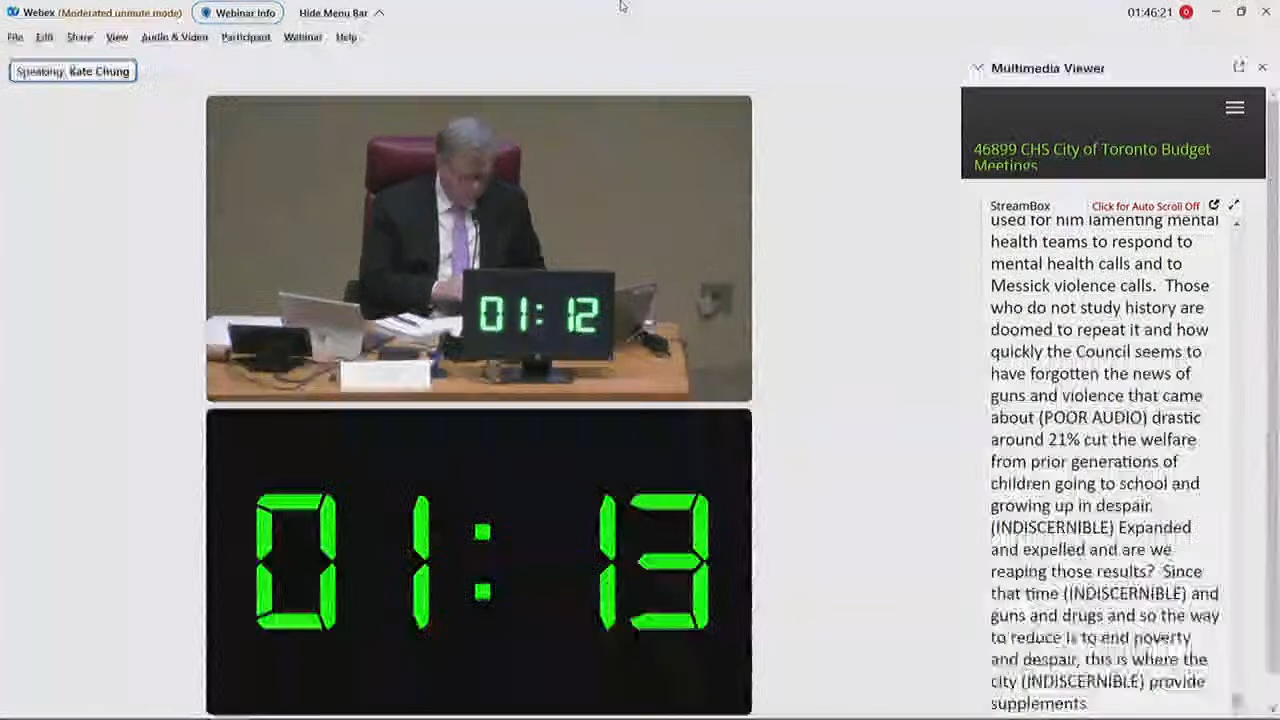 Webex (Moderated unmute mode)
Webinar Info
Hide Menu Bar
01:46:21
File Edit Share View Audio & Video Participant Webinar Help
Speaking: Kate Chung
Multimedia Viewer
46899 CHS City of Toronto Budget
Meetings
StreamBox
Click for Auto Scroll Off
used for him lamenting mental
health teams to respond to
mental health calls and to
Messick violence calls. Those
who do not study history are
doomed to repeat it and how
quickly the Council seems to
have forgotten the news of
guns and violence that came
about (POOR AUDIO) drastic
around 21% cut the welfare
from prior generations of
children going to school and
growing up in despair.
(INDISCERNIBLE) Expanded
and expelled and are we
reaping those results? Since
that time (INDISCERNIBLE) and
guns and drugs and so the way
to reduce is to end poverty
and despair, this is where the
city (INDISCERNIBLE) provide
supplements
01: 12
01: 13